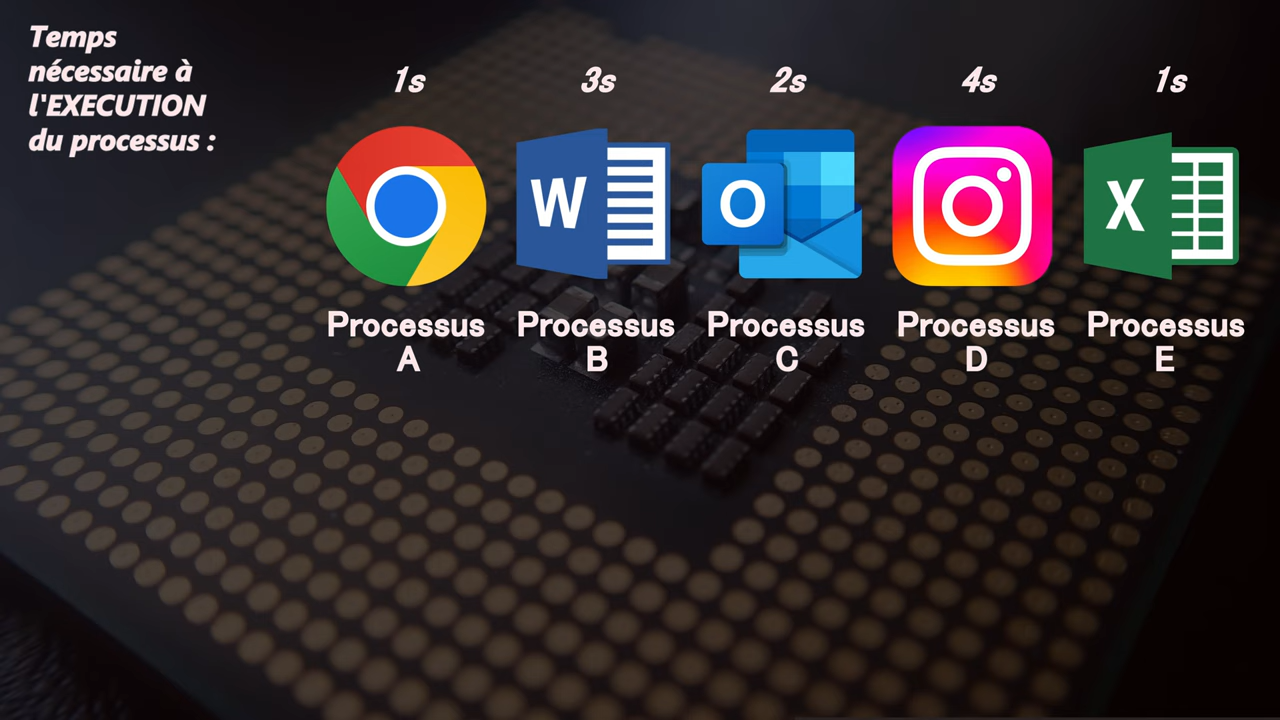 Temps
nécessaire à
l'EXECUTION
du processus :
1s 3s 2s 4s 1s
W O X
Processus Processus Processus Processus Processus
A B C D E